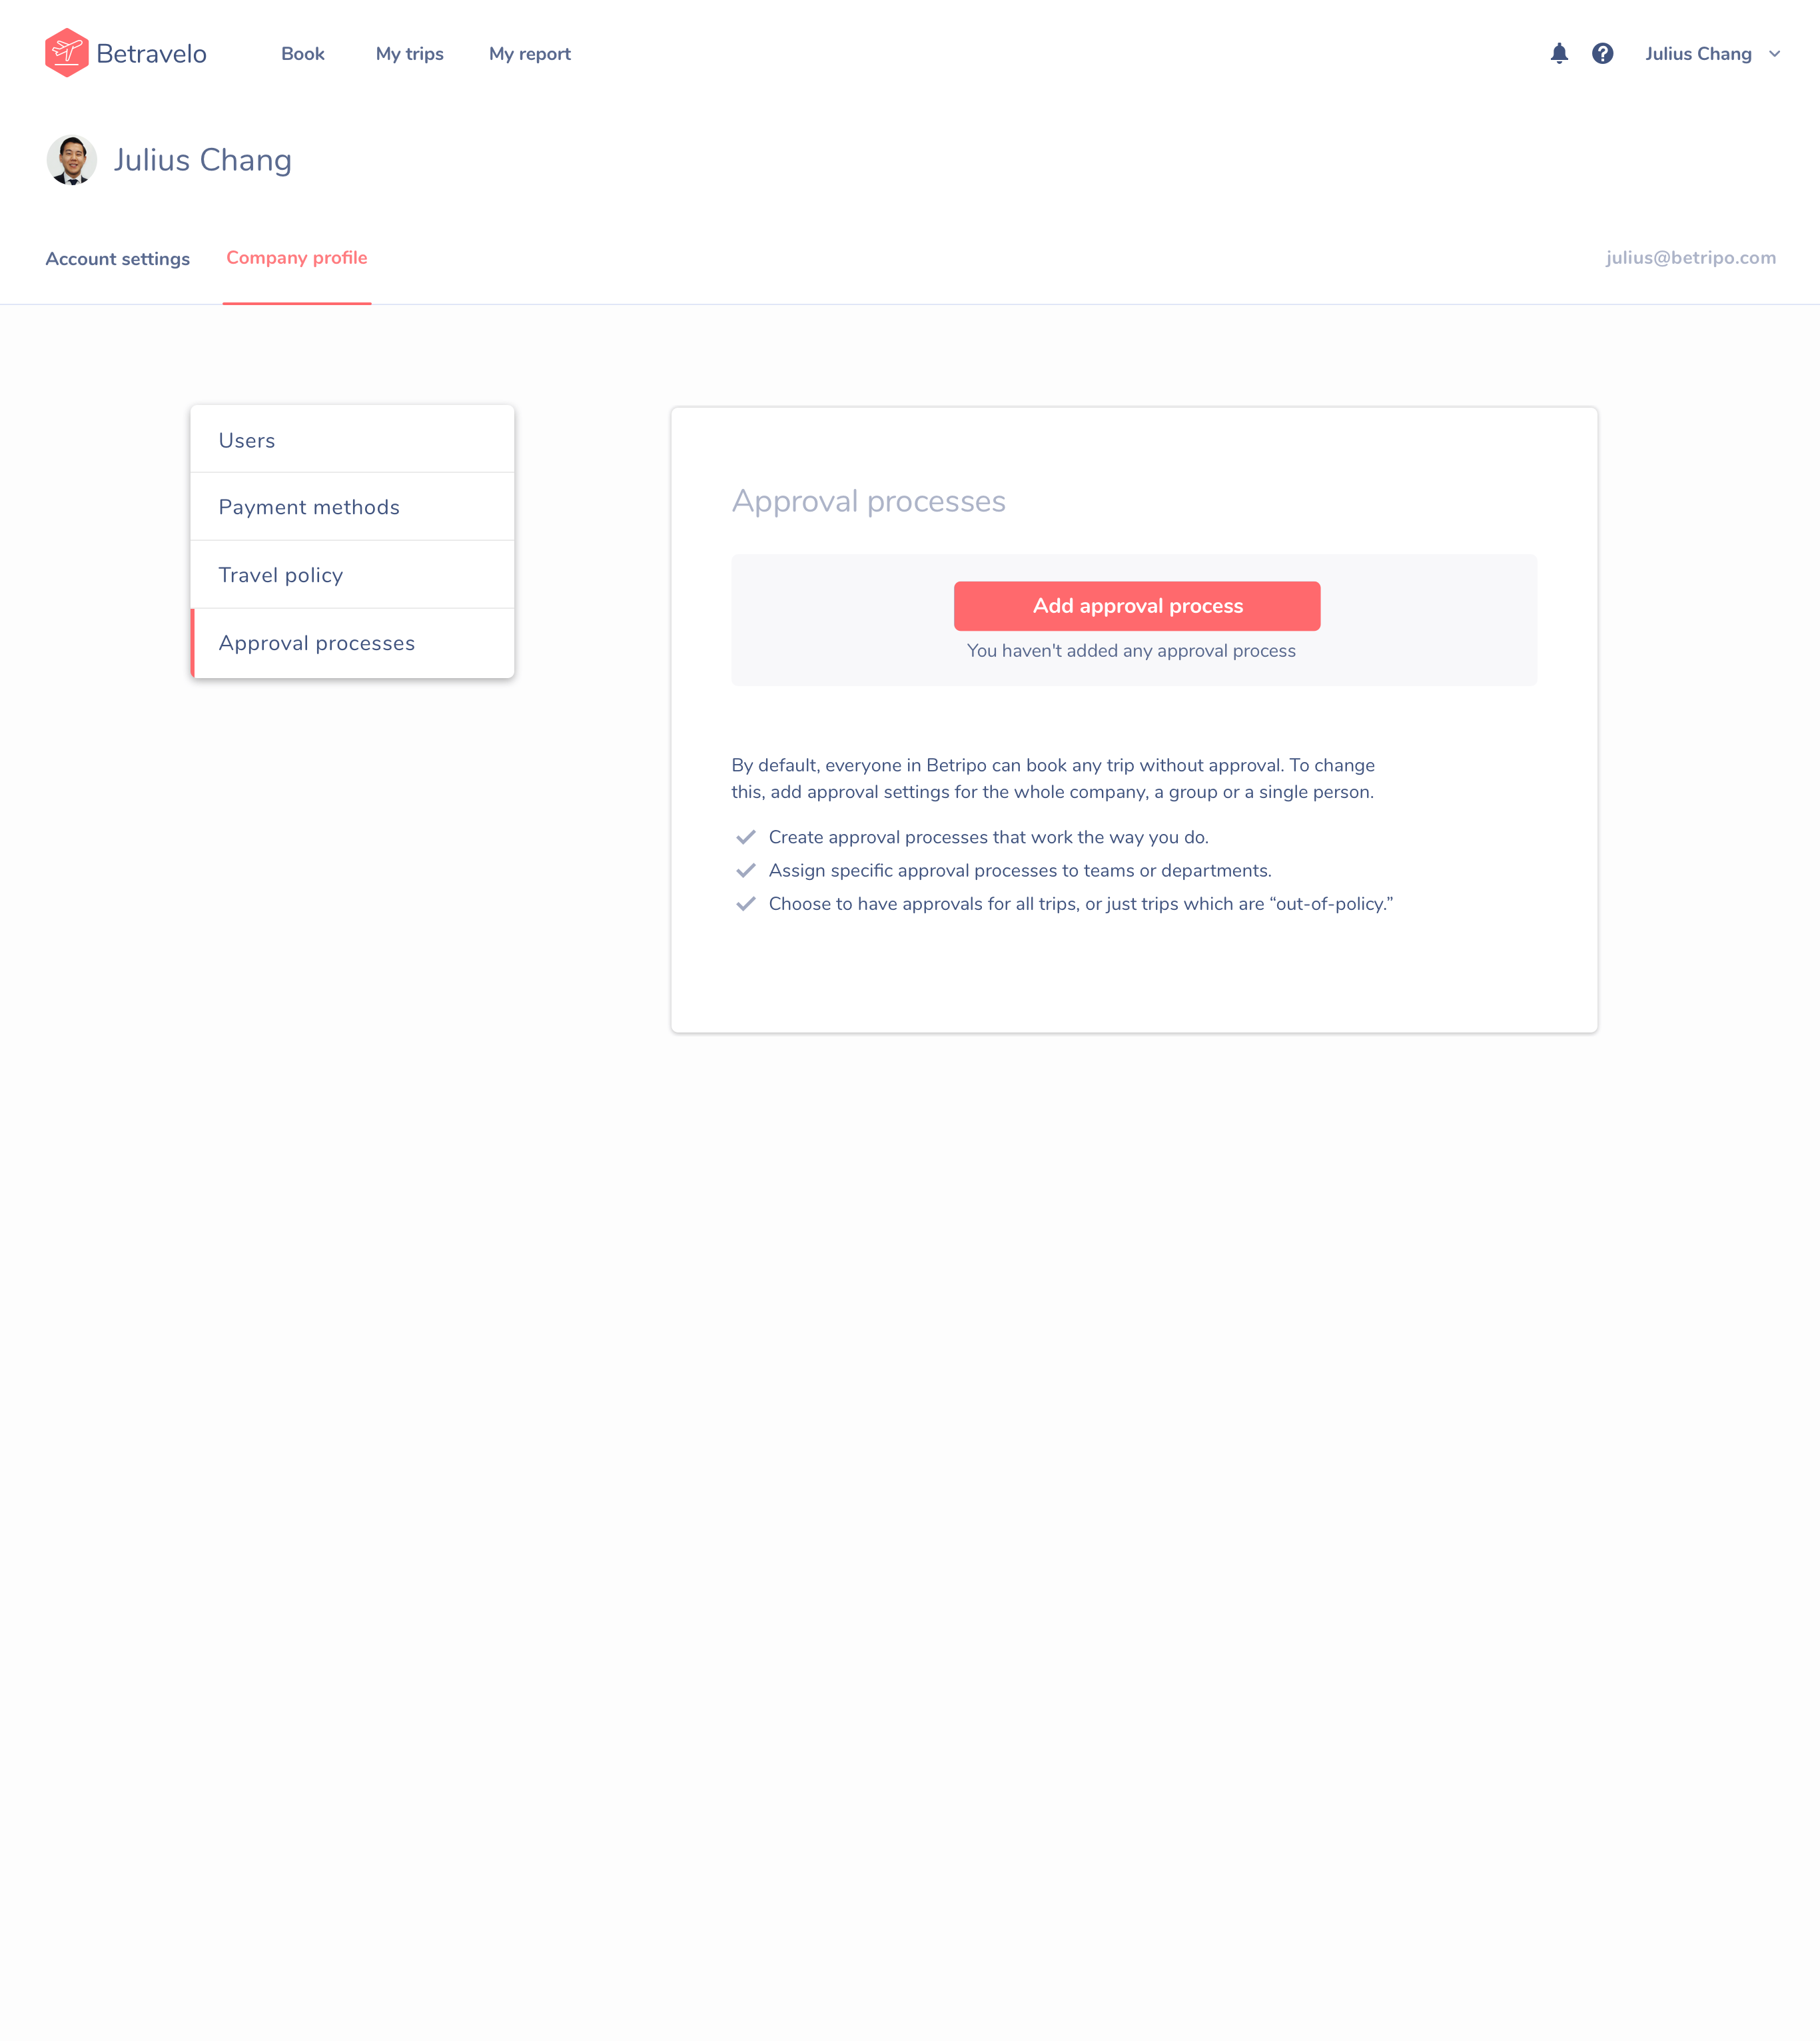 Betravelo
Book
My trips
My report
Julius Chang
Julius Chang
Account settings
Company profile
julius@betripo.com
Users
Payment methods
Travel policy
Approval processes
Approval processes
Add approval process
You haven't added any approval process
By default, everyone in Betripo can book any trip without approval. To change
this, add approval settings for the whole company, a group or a single person.
Create approval processes that work the way you do.
Assign specific approval processes to teams or departments.
Choose to have approvals for all trips, or just trips which are “out-of-policy.”